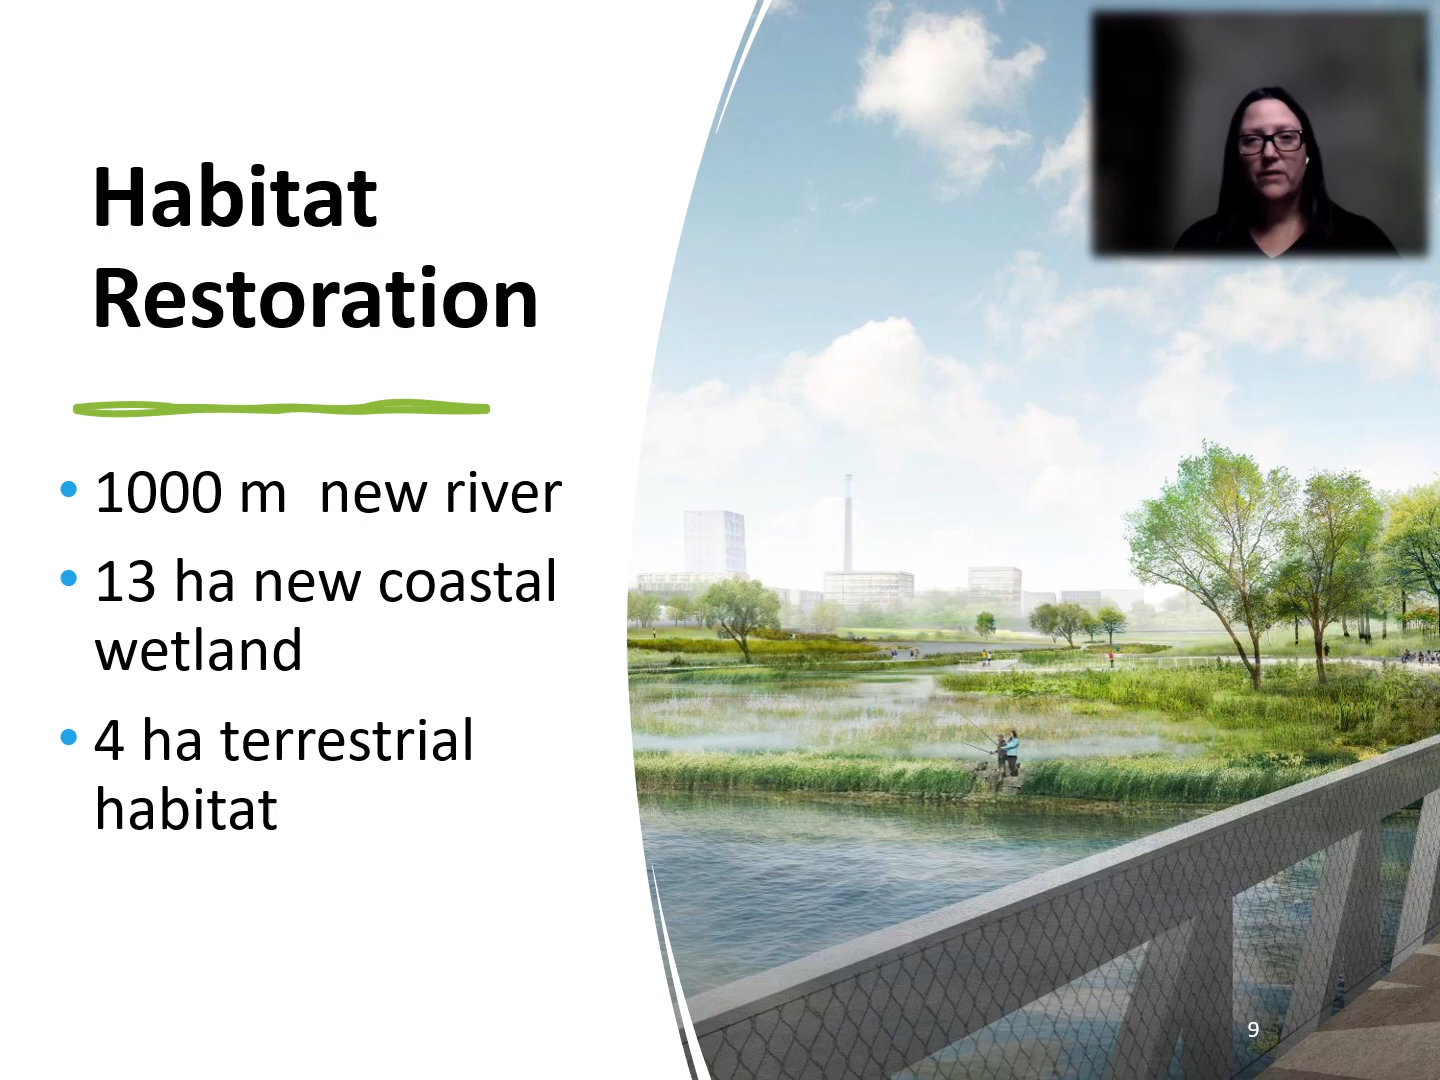 Habitat
Restoration
• 1000 m  new river
• 13 ha new coastal
wetland
• 4 ha terrestrial
habitat
9